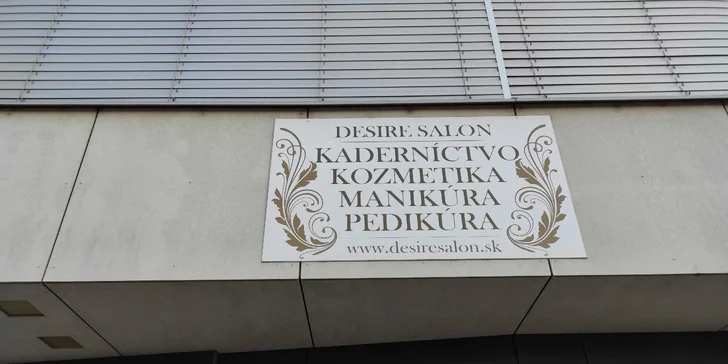 DESIRE SALON
KADERNÍCTVO
KOZMETIKA
MANIKÚRA
PEDIKÚRA
www.desiresalon.sk